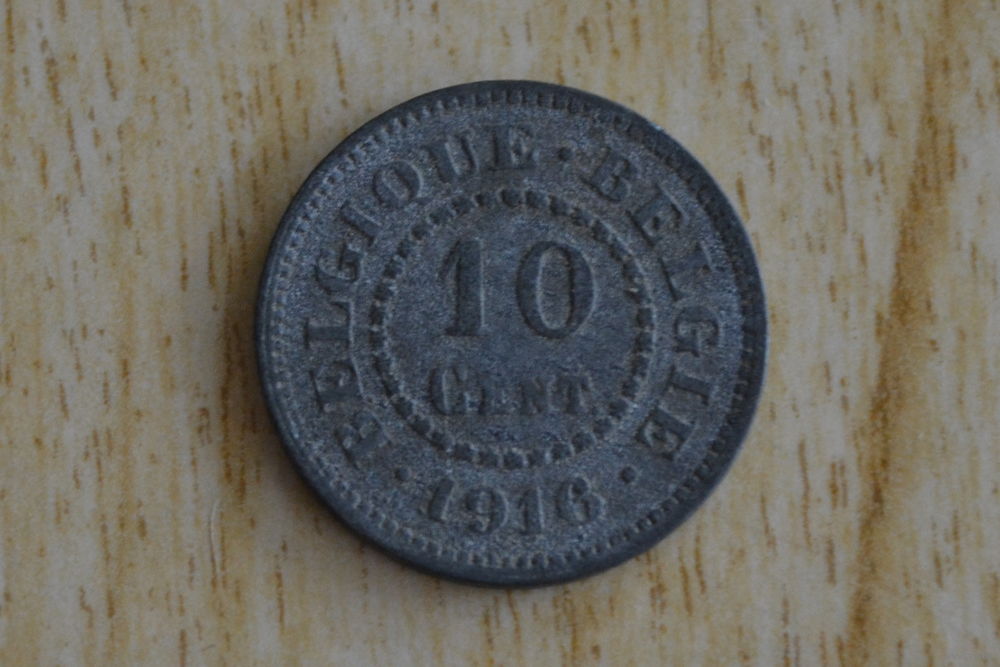 BELGIQUE · BELGIE
10
CENT
· 1916 ·